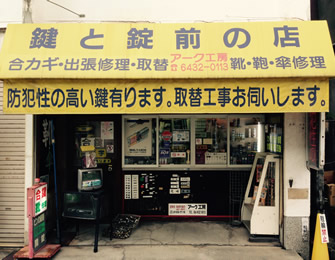 鍵と錠前の店
合カギ・出張修理・取替
アーク工房
☎6432-0113
靴・鞄・傘修理
防犯性の高い鍵有ります。取替工事お伺いします。
アーク工房